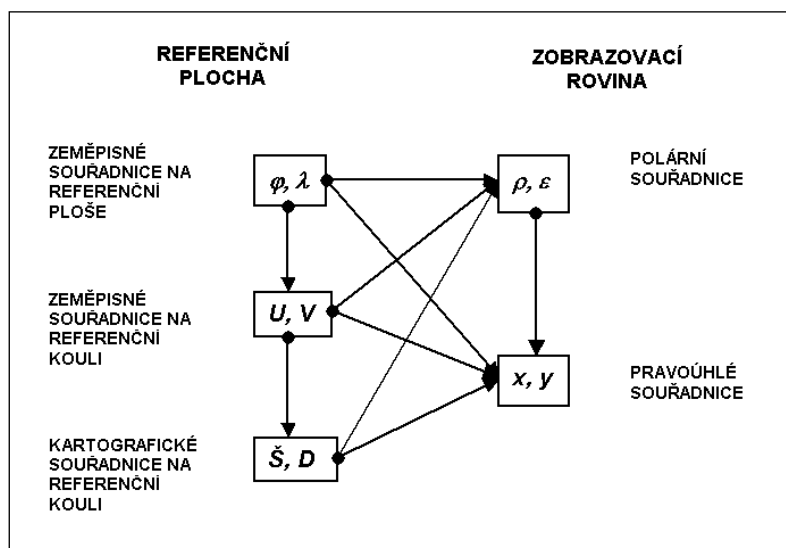 REFERENČNÍ
PLOCHA
ZOBRAZOVACÍ
ROVINA
ZEMĚPISNÉ
SOUŘADNICE NA
REFERENČNÍ
PLOŠE
φ, λ
ρ, ε
POLÁRNÍ
SOUŘADNICE
ZEMĚPISNÉ
SOUŘADNICE NA
REFERENČNÍ
KOULI
U, V
x, y
PRAVOÚHLÉ
SOUŘADNICE
KARTOGRAFICKÉ
SOUŘADNICE NA
REFERENČNÍ
KOULI
Š, D